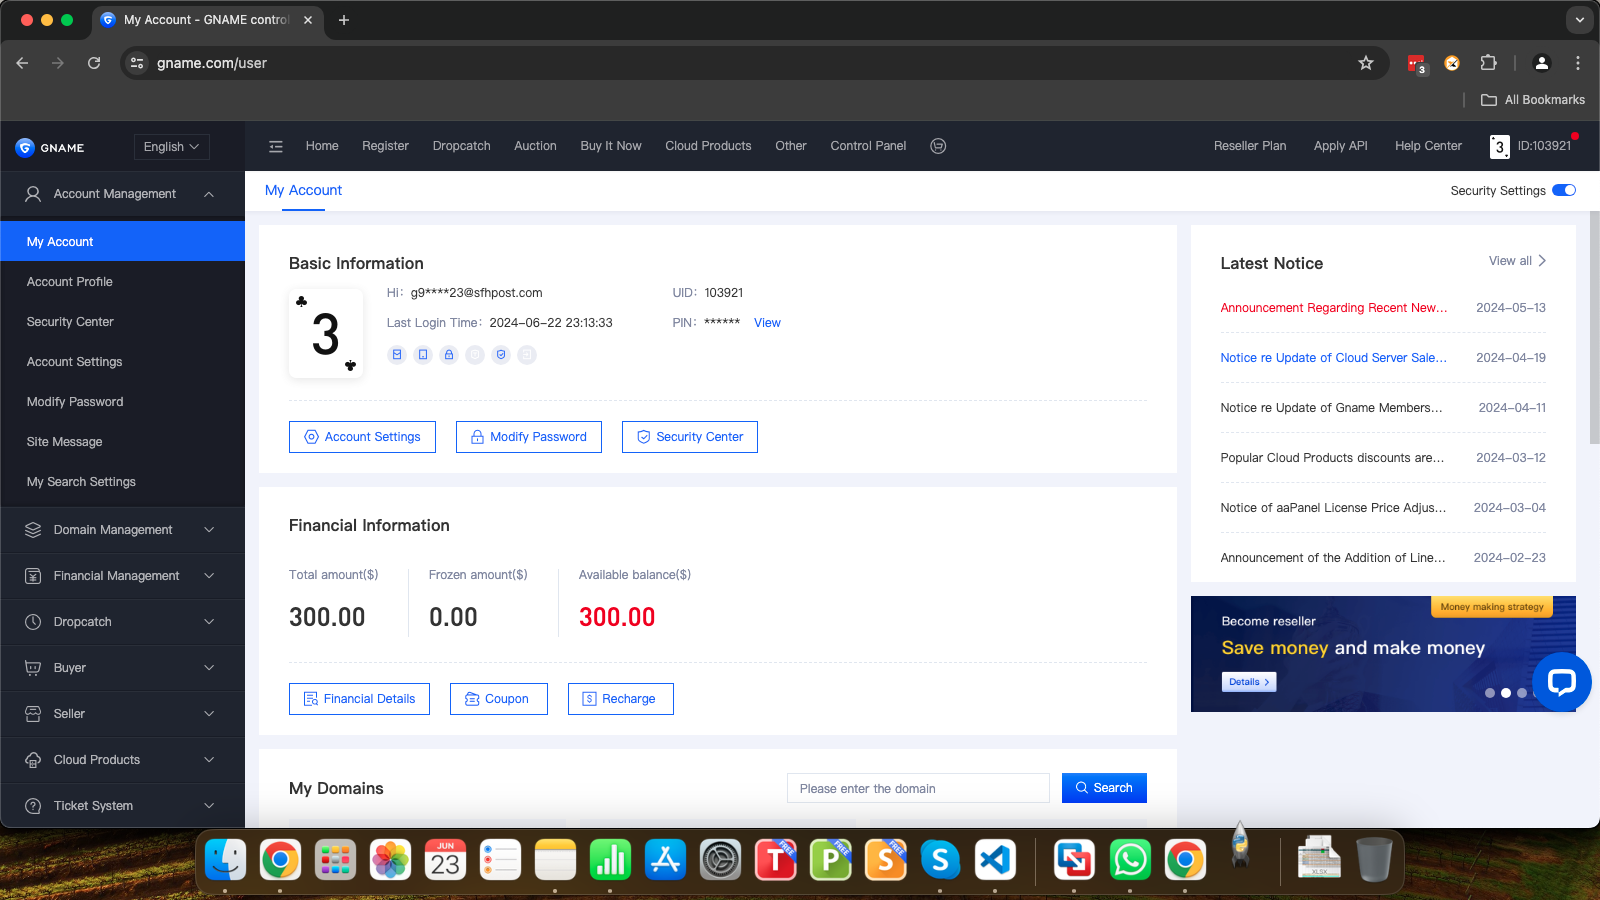 My Account - GNAME control
gname.com/user
3
All Bookmarks
GNAME
English
Home
Register
Dropcatch
Auction
Buy It Now
Cloud Products
Other
Control Panel
Reseller Plan
Apply API
Help Center
3
ID:103921
Account Management
My Account
Account Profile
Security Center
Account Settings
Modify Password
Site Message
My Search Settings
Domain Management
Financial Management
Dropcatch
Buyer
Seller
Cloud Products
Ticket System
My Account
Security Settings
Basic Information
3
Hi: g9****23@sfhpost.com
UID: 103921
Last Login Time: 2024-06-22 23:13:33
PIN: ****** View
Account Settings
Modify Password
Security Center
Financial Information
Total amount($)
Frozen amount($)
Available balance($)
300.00
0.00
300.00
Financial Details
Coupon
Recharge
My Domains
Please enter the domain
Search
Latest Notice
View all
Announcement Regarding Recent New... 2024-05-13
Notice re Update of Cloud Server Sale... 2024-04-19
Notice re Update of Gname Members... 2024-04-11
Popular Cloud Products discounts are... 2024-03-12
Notice of aaPanel License Price Adjus... 2024-03-04
Announcement of the Addition of Line... 2024-02-23
Money making strategy
Become reseller
Save money and make money
Details
JUN
23
T FREE
P FREE
S FREE
S
XLSX